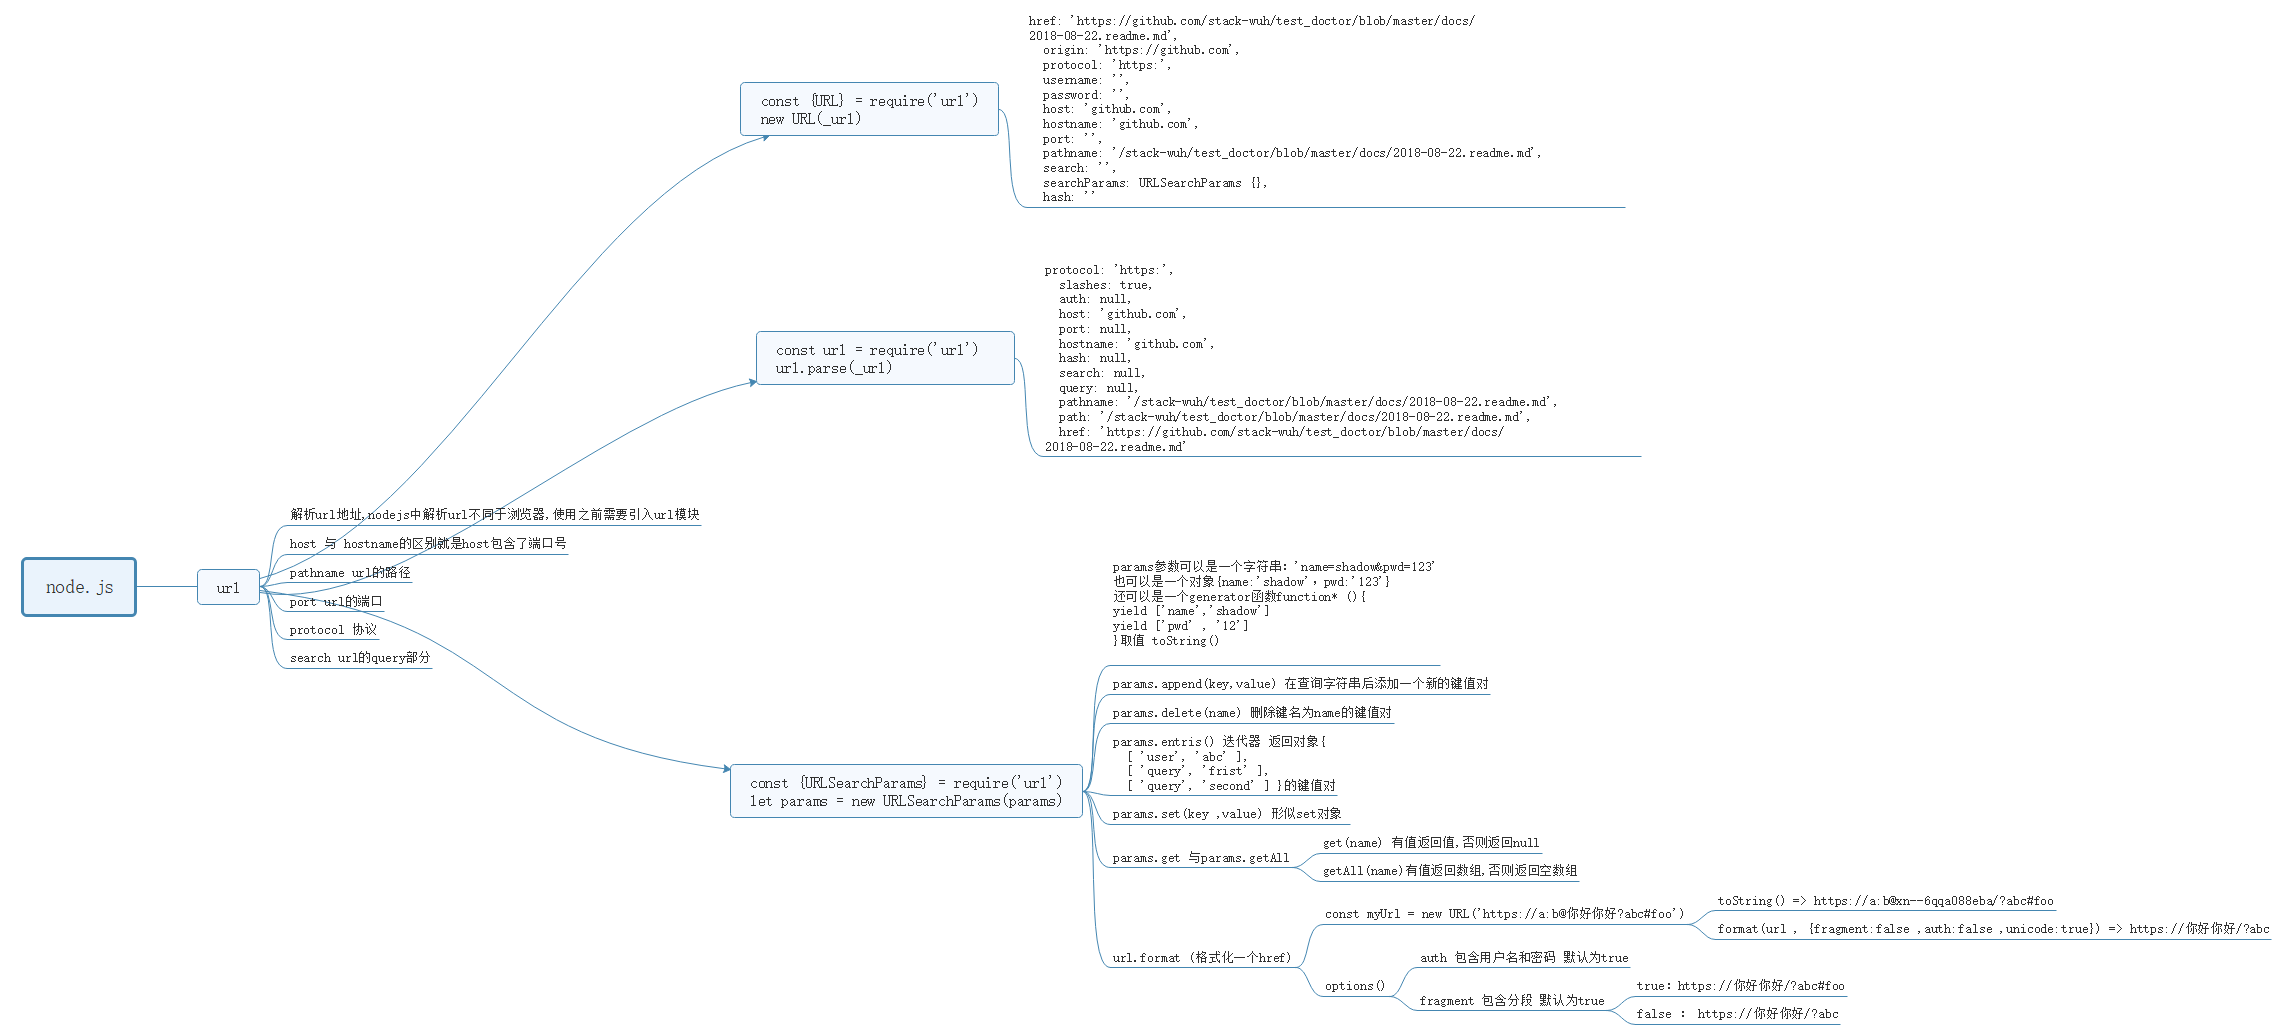 node.js
url
解析url地址,nodejs中解析url不同于浏览器,使用之前需要引入url模块
host 与 hostname的区别就是host包含了端口号
pathname url的路径
port url的端口
protocol 协议
search url的query部分
const {URL} = require('url')
new URL(_url)
href: 'https://github.com/stack-wuh/test_doctor/blob/master/docs/
2018-08-22.readme.md',
origin: 'https://github.com',
protocol: 'https:',
username: '',
password: '',
host: 'github.com',
hostname: 'github.com',
port: '',
pathname: '/stack-wuh/test_doctor/blob/master/docs/2018-08-22.readme.md',
search: '',
searchParams: URLSearchParams {},
hash: ''
const url = require('url')
url.parse(_url)
protocol: 'https:',
slashes: true,
auth: null,
host: 'github.com',
port: null,
hostname: 'github.com',
hash: null,
search: null,
query: null,
pathname: '/stack-wuh/test_doctor/blob/master/docs/2018-08-22.readme.md',
path: '/stack-wuh/test_doctor/blob/master/docs/2018-08-22.readme.md',
href: 'https://github.com/stack-wuh/test_doctor/blob/master/docs/
2018-08-22.readme.md'
const {URLSearchParams} = require('url')
let params = new URLSearchParams(params)
params参数可以是一个字符串: 'name=shadow&pwd=123'
也可以是一个对象{name:'shadow', pwd:'123'}
还可以是一个generator函数function* (){
yield ['name','shadow']
yield ['pwd' , '12']
}取值 toString()
params.append(key,value) 在查询字符串后添加一个新的键值对
params.delete(name) 删除键名为name的键值对
params.entris() 迭代器 返回对象{
[ 'user', 'abc' ],
[ 'query', 'frist' ],
[ 'query', 'second' ] }的键值对
params.set(key ,value) 形似set对象
params.get 与params.getAll
get(name) 有值返回值,否则返回null
getAll(name)有值返回数组,否则返回空数组
url.format (格式化一个href)
const myUrl = new URL('https://a:b@你好你好?abc#foo')
toString() => https://a:b@xn--6qqa088eba/?abc#foo
format(url , {fragment:false ,auth:false ,unicode:true}) => https://你好你好/?abc
options()
auth 包含用户名和密码 默认为true
fragment 包含分段 默认为true
true: https://你好你好/?abc#foo
false : https://你好你好/?abc